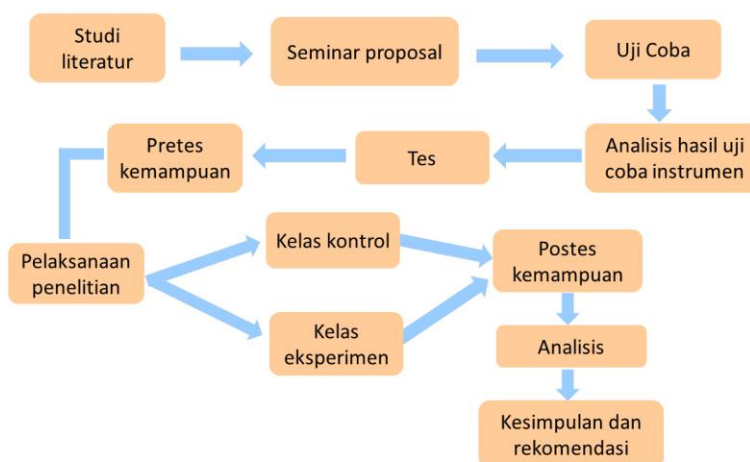 Studi
literatur
Seminar proposal
Uji Coba
Analisis hasil uji
coba instrumen
Tes
Pretes
kemampuan
Pelaksanaan
penelitian
Kelas kontrol
Kelas
eksperimen
Postes
kemampuan
Analisis
Kesimpulan dan
rekomendasi